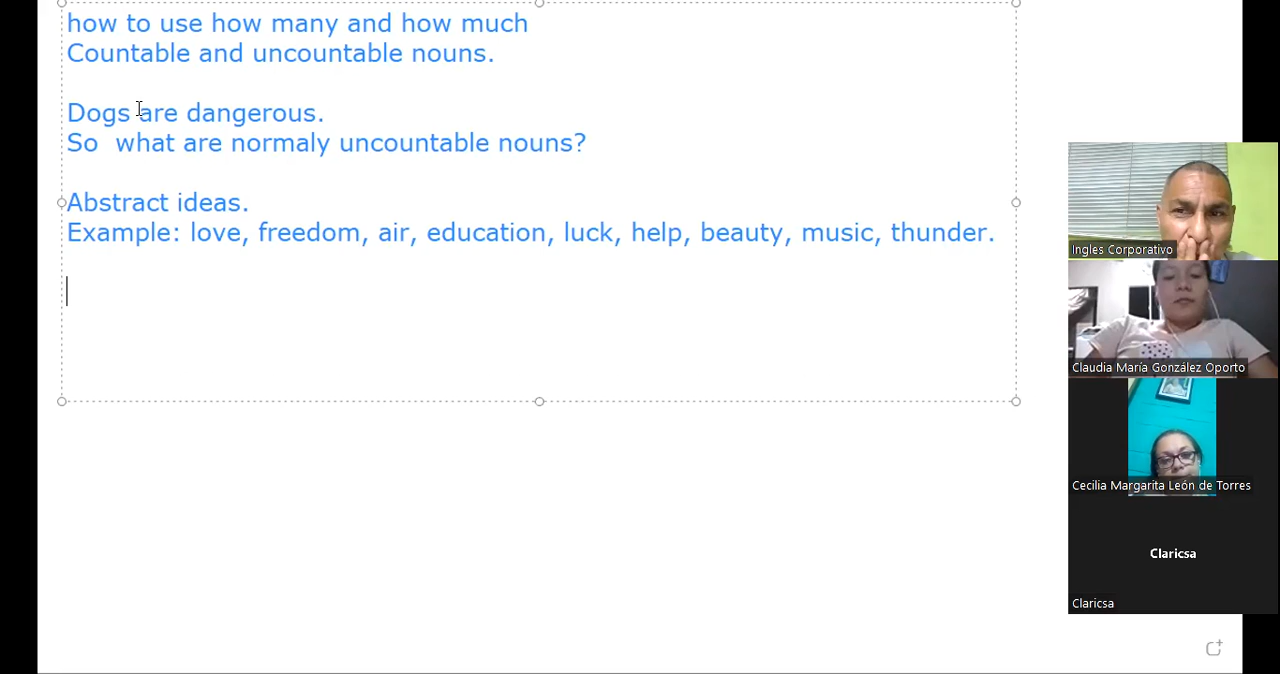 how to use how many and how much
Countable and uncountable nouns.
Dogs are dangerous.
So  what are normaly uncountable nouns?
Abstract ideas.
Example: love, freedom, air, education, luck, help, beauty, music, thunder.
Ingles Corporativo
Claudia María González Oporto
Cecilia Margarita León de Torres
Claricsa
Claricsa